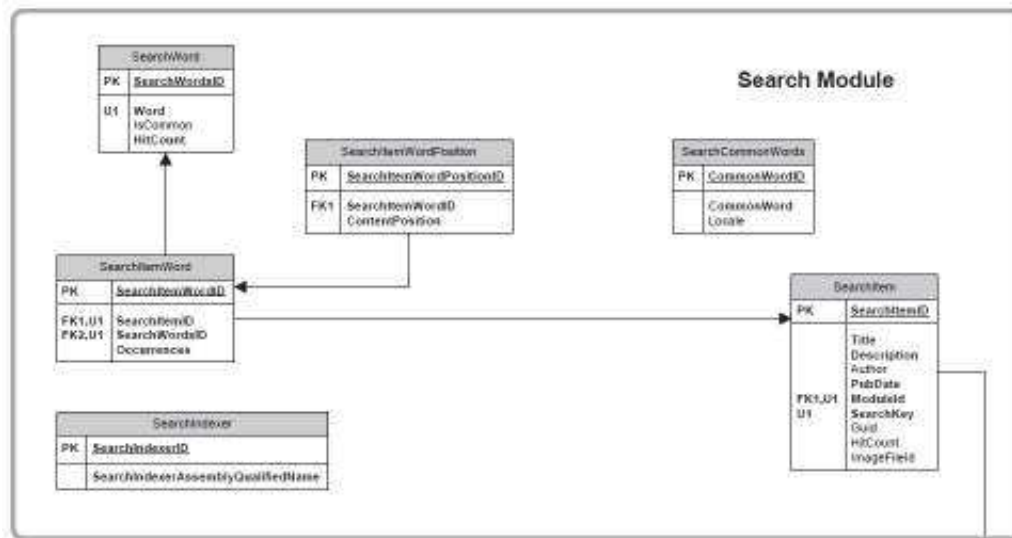 Search Module
SearchWord
PK SearchWordsID
U1 Word
IsCommon
HitCount
SearchItemWordPosition
PK SearchItemWordPositionID
FK1 SearchItemWordID
ContentPosition
SearchCommonWords
PK CommonWordID
CommonWord
Locale
SearchItemWord
PK SearchItemWordID
FK1,U1 SearchItemID
FK2,U1 SearchWordsID
Occurrences
SearchItem
PK SearchItemID
Title
Description
Author
PubDate
FK1,U1 ModuleId
U1 SearchKey
Guid
HitCount
ImageFileId
SearchIndexer
PK SearchIndexerID
SearchIndexerAssemblyQualifiedName